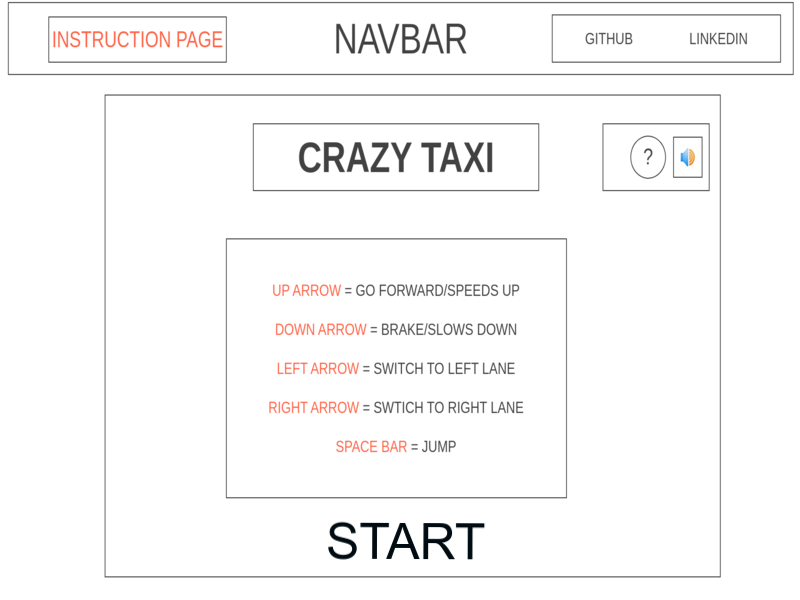 INSTRUCTION PAGE
NAVBAR
GITHUB
LINKEDIN
CRAZY TAXI
?
UP ARROW = GO FORWARD/SPEEDS UP
DOWN ARROW = BRAKE/SLOWS DOWN
LEFT ARROW = SWITCH TO LEFT LANE
RIGHT ARROW = SWTICH TO RIGHT LANE
SPACE BAR = JUMP
START